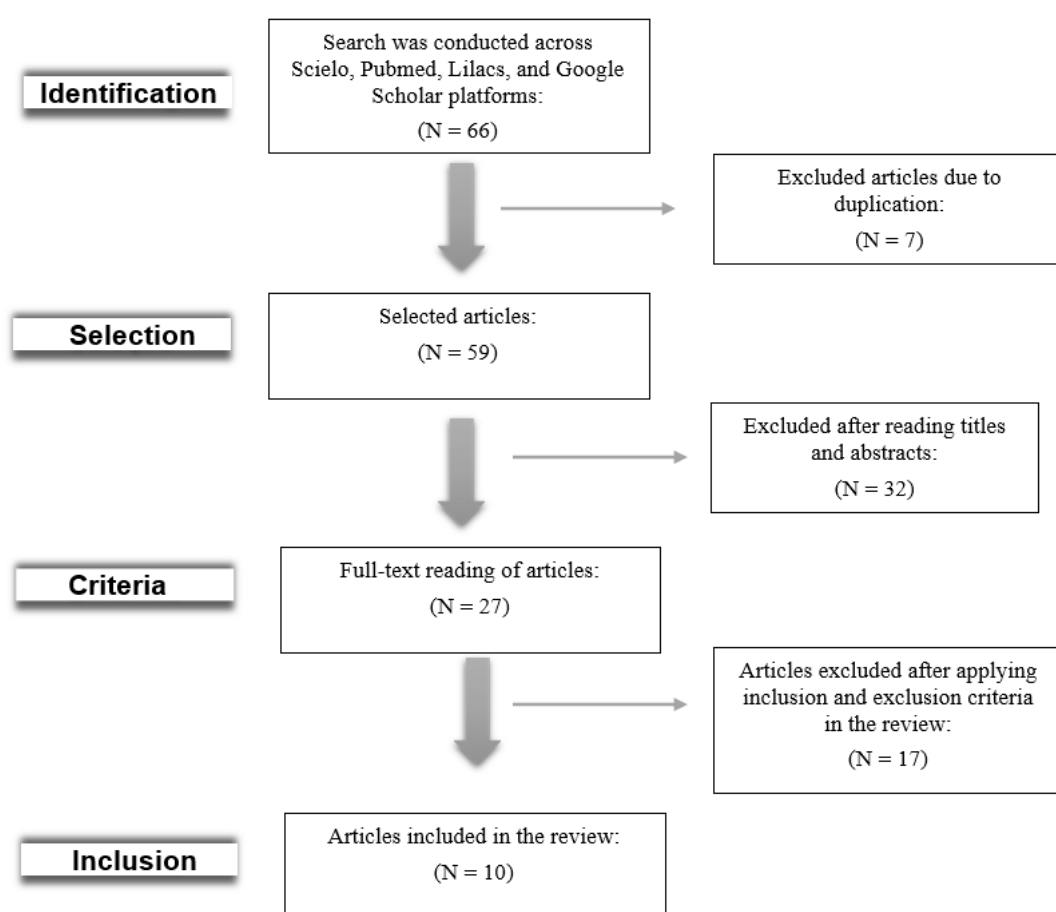 Identification
Search was conducted across
Scielo, Pubmed, Lilacs, and Google
Scholar platforms:
(N = 66)
Excluded articles due to
duplication:
(N = 7)
Selection
Selected articles:
(N = 59)
Excluded after reading titles
and abstracts:
(N = 32)
Criteria
Full-text reading of articles:
(N = 27)
Articles excluded after applying
inclusion and exclusion criteria
in the review:
(N = 17)
Inclusion
Articles included in the review:
(N = 10)